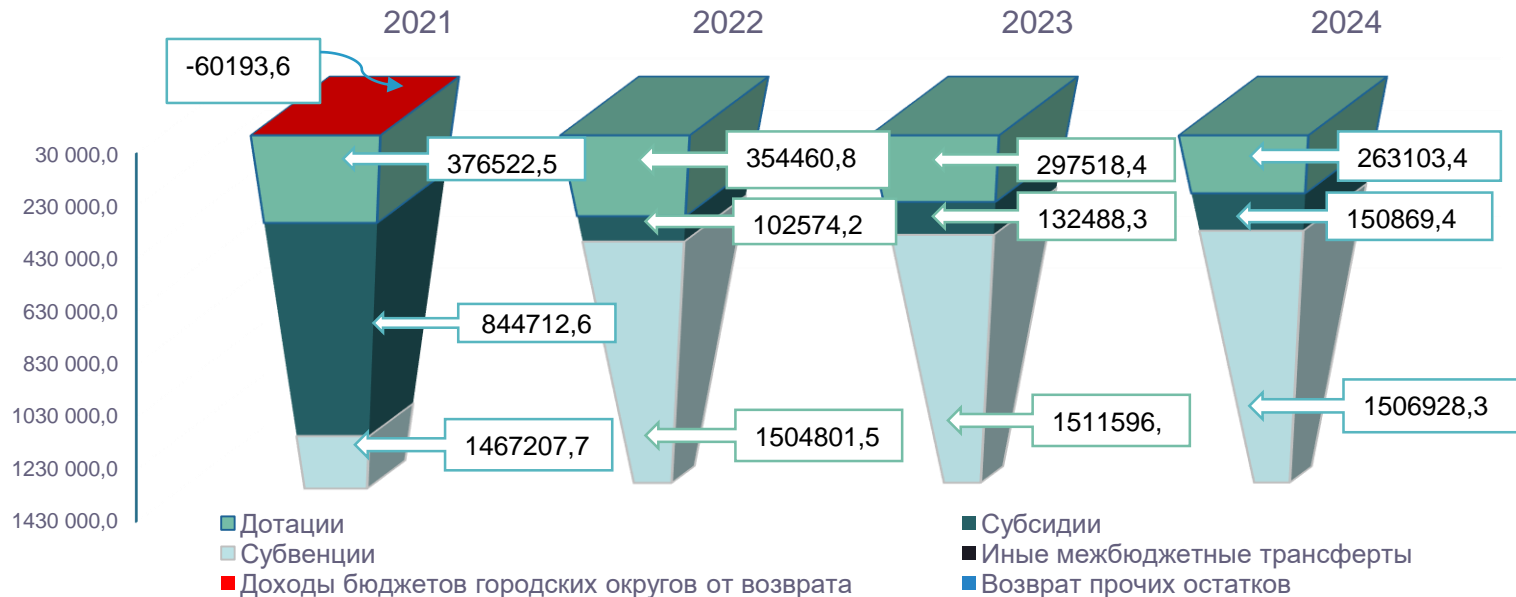 2021 2022 2023 2024
-60193,6
30 000,0
230 000,0
430 000,0
630 000,0
830 000,0
1030 000,0
1230 000,0
1430 000,0
376522,5 354460,8 297518,4 263103,4
102574,2 132488,3 150869,4
844712,6
1467207,7 1504801,5 1511596, 1506928,3
Дотации Субсидии
Субвенции Иные межбюджетные трансферты
Доходы бюджетов городских округов от возврата Возврат прочих остатков